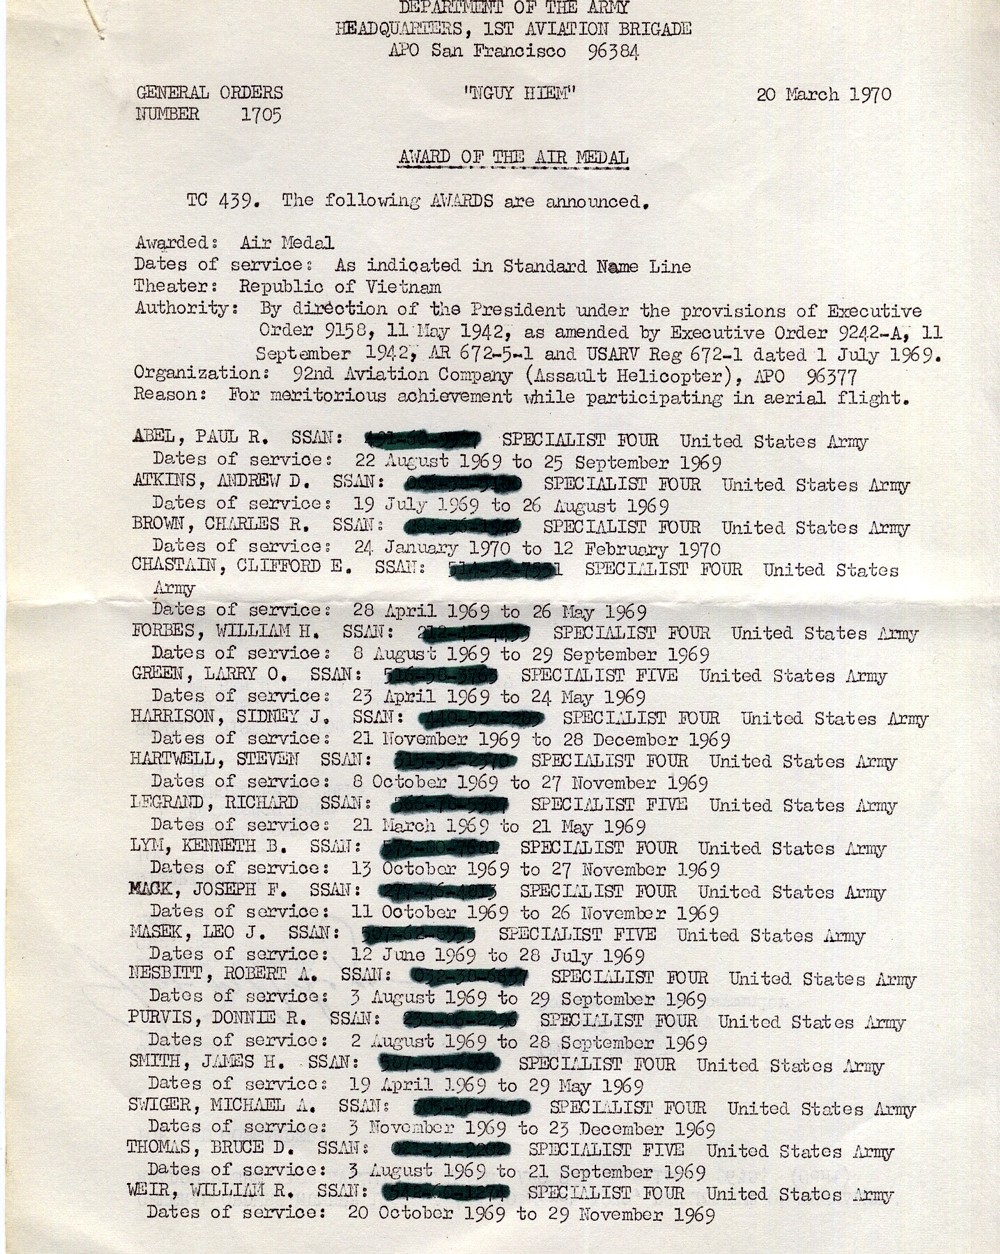 DEPARTMENT OF THE ARMY
HEADQUARTERS, 1ST AVIATION BRIGADE
APO San Francisco 96384
GENERAL ORDERS "NGUY HIEM" 20 March 1970
NUMBER 1705
AWARD OF THE AIR MEDAL
TC 439. The following AWARDS are announced.
Awarded: Air Medal
Dates of service: As indicated in Standard Name Line
Theater: Republic of Vietnam
Authority: By direction of the President under the provisions of Executive
Order 9158, 11 May 1942, as amended by Executive Order 9242-A, 11
September 1942, AR 672-5-1 and USARV Reg 672-1 dated 1 July 1969.
Organization: 92nd Aviation Company (Assault Helicopter), APO 96377
Reason: For meritorious achievement while participating in aerial flight.
ABEL, PAUL R. SSAN: SPECIALIST FOUR United States Army
Dates of service: 22 August 1969 to 25 September 1969
ATKINS, ANDREW D. SSAN: SPECIALIST FOUR United States Army
Dates of service: 19 July 1969 to 26 August 1969
BROWN, CHARLES R. SSAN: SPECIALIST FOUR United States Army
Dates of service: 24 January 1970 to 12 February 1970
CHASTAIN, CLIFFORD E. SSAN: SPECIALIST FOUR United States
Army
Dates of service: 28 April 1969 to 26 May 1969
FORBES, WILLIAM H. SSAN: SPECIALIST FOUR United States Army
Dates of service: 8 August 1969 to 29 September 1969
GREEN, LARRY O. SSAN: SPECIALIST FIVE United States Army
Dates of service: 23 April 1969 to 24 May 1969
HARRISON, SIDNEY J. SSAN: SPECIALIST FOUR United States Army
Dates of service: 21 November 1969 to 28 December 1969
HARTWELL, STEVEN SSAN: SPECIALIST FOUR United States Army
Dates of service: 8 October 1969 to 27 November 1969
LEGRAND, RICHARD SSAN: SPECIALIST FIVE United States Army
Dates of service: 21 March 1969 to 21 May 1969
LYM, KENNETH B. SSAN: SPECIALIST FOUR United States Army
Dates of service: 13 October 1969 to 27 November 1969
MACK, JOSEPH F. SSAN: SPECIALIST FOUR United States Army
Dates of service: 11 October 1969 to 26 November 1969
MASEK, LEO J. SSAN: SPECIALIST FIVE United States Army
Dates of service: 12 June 1969 to 28 July 1969
NESBITT, ROBERT A. SSAN: SPECIALIST FOUR United States Army
Dates of service: 3 August 1969 to 29 September 1969
PURVIS, DONNIE R. SSAN: SPECIALIST FOUR United States Army
Dates of service: 2 August 1969 to 28 September 1969
SMITH, JAMES H. SSAN: SPECIALIST FOUR United States Army
Dates of service: 19 April 1969 to 29 May 1969
SWIGER, MICHAEL A. SSAN: SPECIALIST FOUR United States Army
Dates of service: 3 November 1969 to 23 December 1969
THOMAS, BRUCE D. SSAN: SPECIALIST FIVE United States Army
Dates of service: 3 August 1969 to 21 September 1969
WEIR, WILLIAM R. SSAN: SPECIALIST FOUR United States Army
Dates of service: 20 October 1969 to 29 November 1969